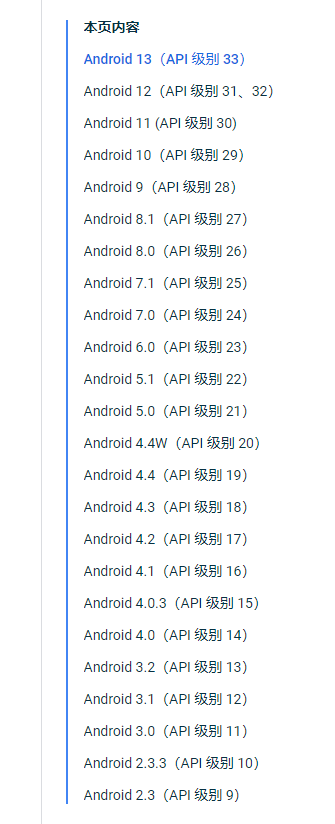 本页内容
Android 13（API 级别 33）
Android 12（API 级别 31、32）
Android 11 (API 级别 30)
Android 10（API 级别 29）
Android 9（API 级别 28）
Android 8.1（API 级别 27）
Android 8.0（API 级别 26）
Android 7.1（API 级别 25）
Android 7.0（API 级别 24）
Android 6.0（API 级别 23）
Android 5.1（API 级别 22）
Android 5.0（API 级别 21）
Android 4.4W（API 级别 20）
Android 4.4（API 级别 19）
Android 4.3（API 级别 18）
Android 4.2（API 级别 17）
Android 4.1（API 级别 16）
Android 4.0.3（API 级别 15）
Android 4.0（API 级别 14）
Android 3.2（API 级别 13）
Android 3.1（API 级别 12）
Android 3.0（API 级别 11）
Android 2.3.3（API 级别 10）
Android 2.3（API 级别 9）